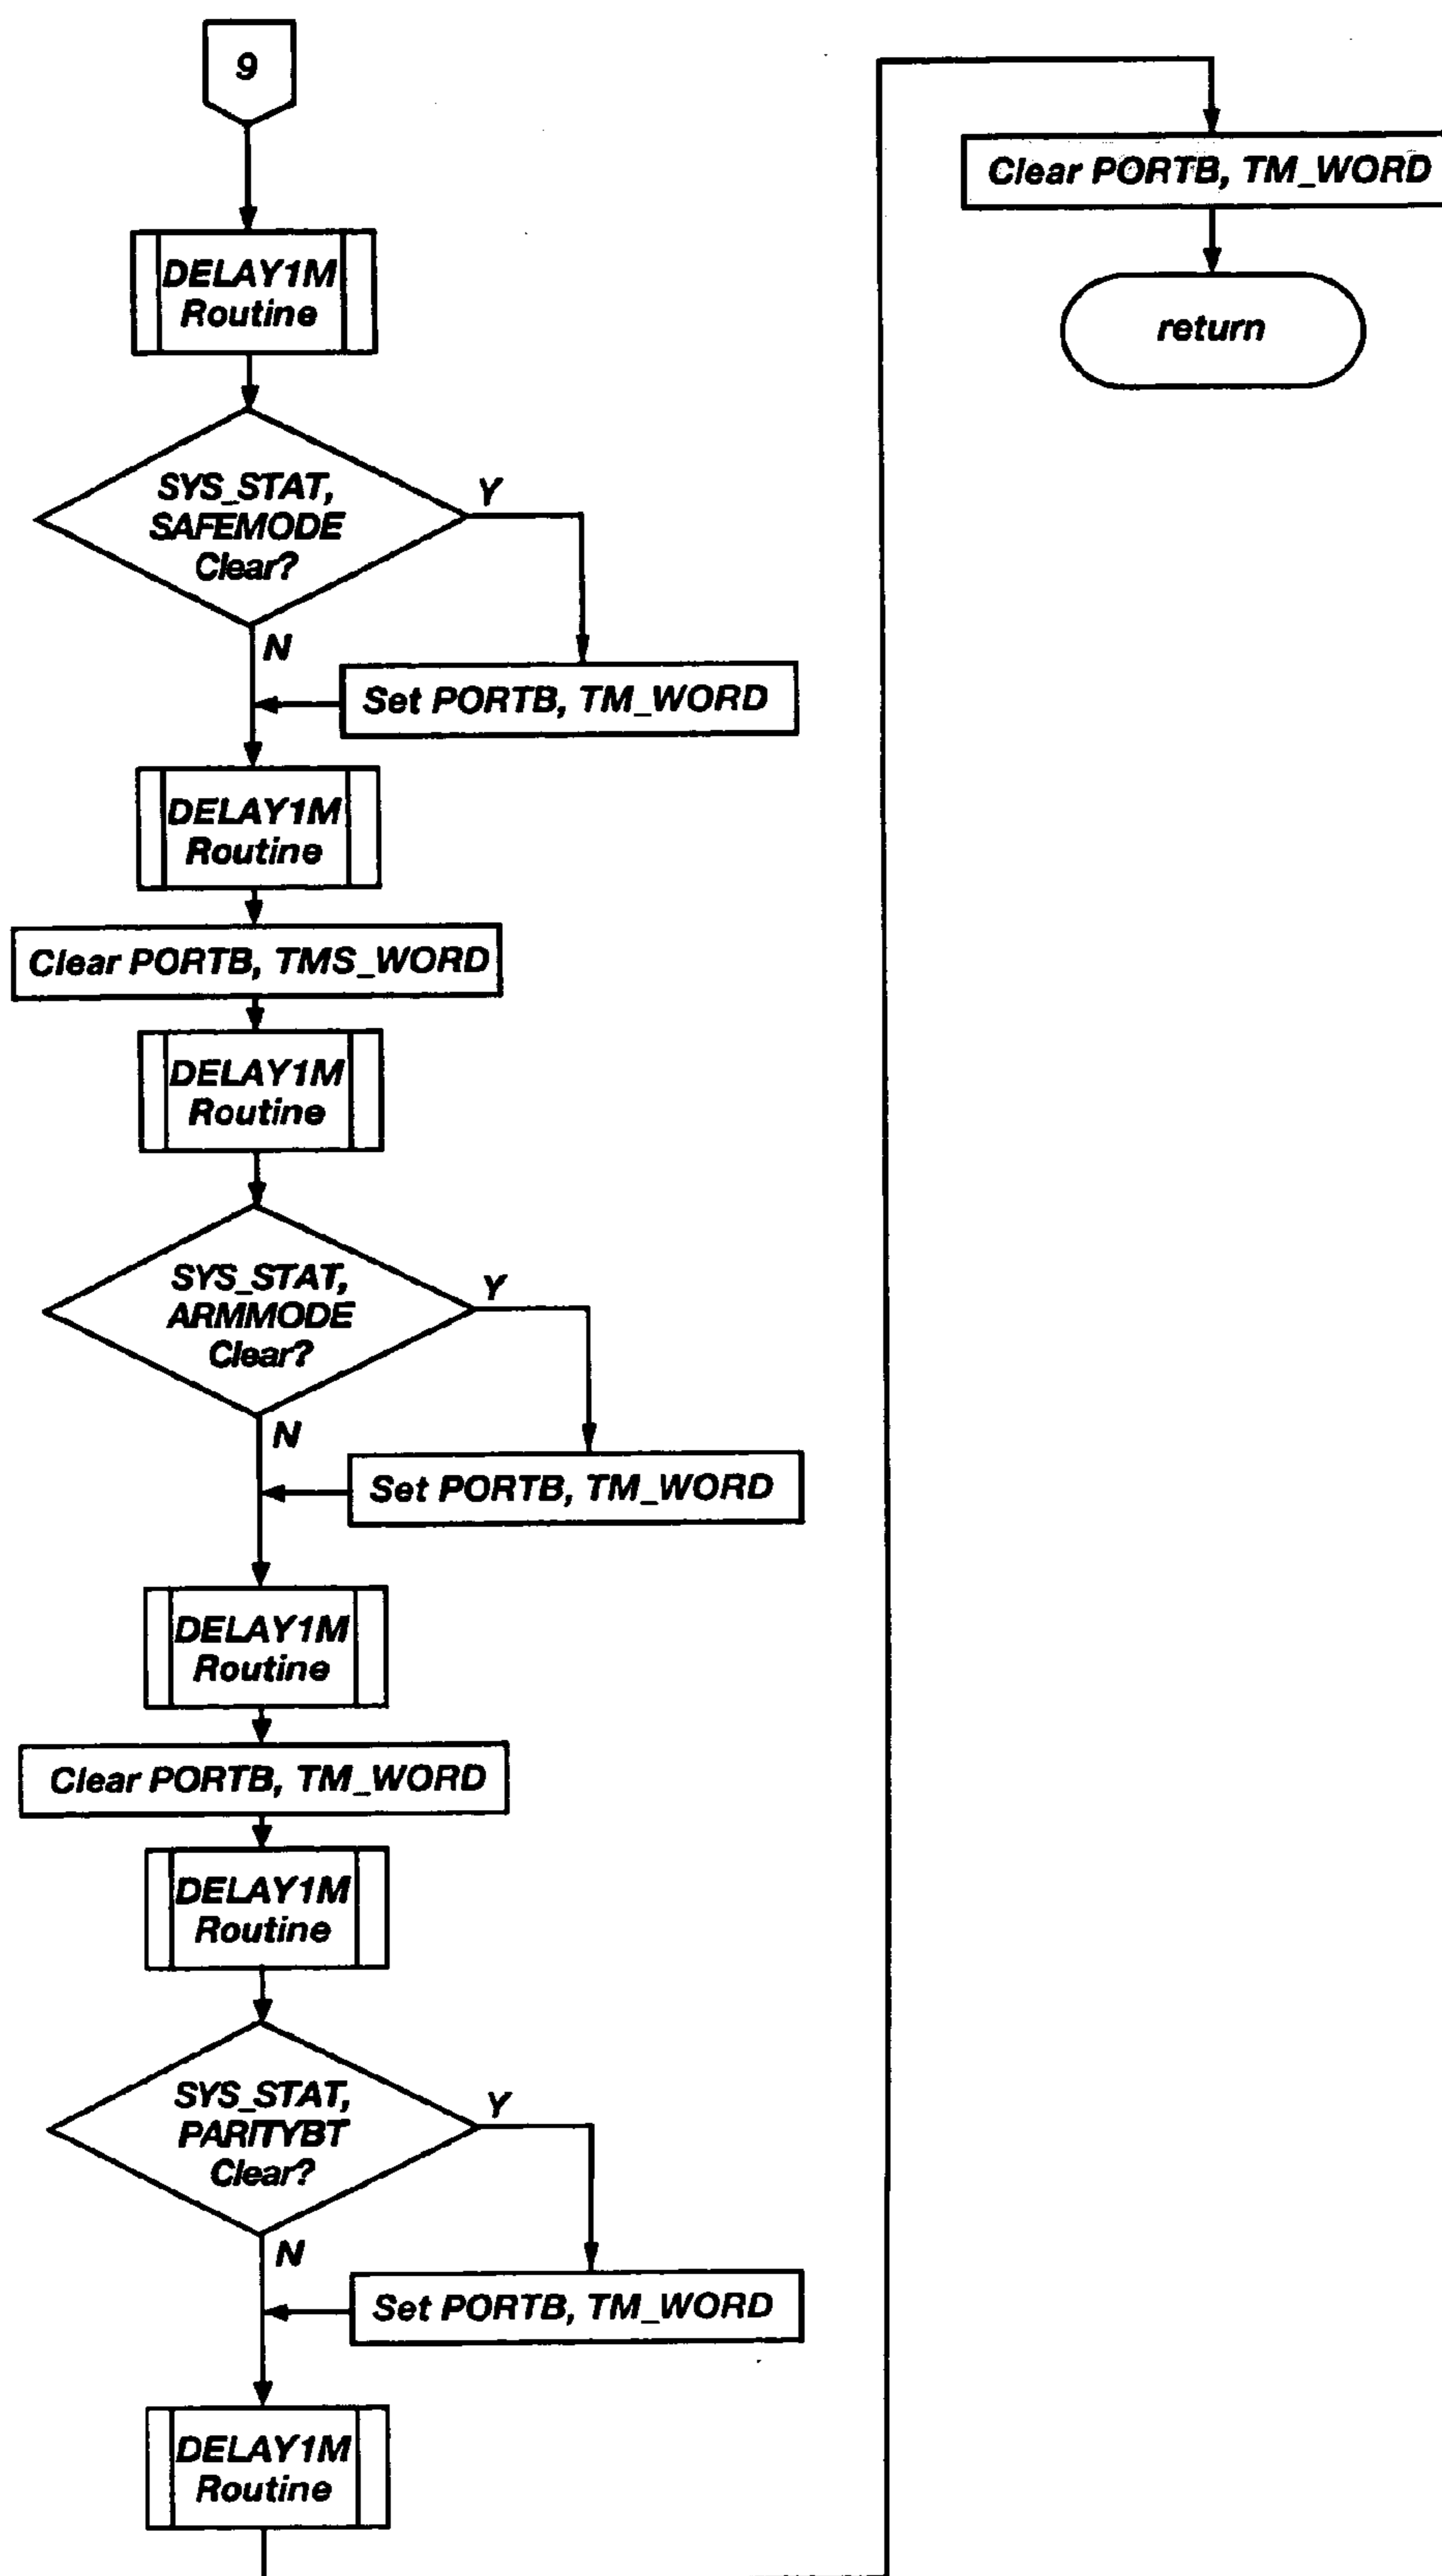 9
DELAY1M
Routine
SYS_STAT,
SAFEMODE
Clear?
Y
N
Set PORTB, TM_WORD
DELAY1M
Routine
Clear PORTB, TMS_WORD
DELAY1M
Routine
SYS_STAT,
ARMMODE
Clear?
Y
N
Set PORTB, TM_WORD
DELAY1M
Routine
Clear PORTB, TM_WORD
DELAY1M
Routine
SYS_STAT,
PARITYBT
Clear?
Y
N
Set PORTB, TM_WORD
DELAY1M
Routine
Clear PORTB, TM_WORD
return